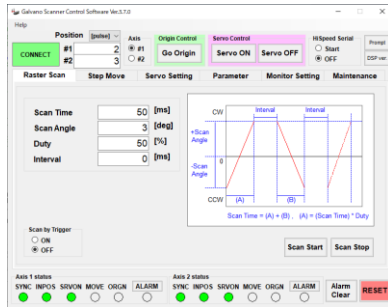 Galvano Scanner Control Software Ver.5.7.0
Help
Position [pulse] Axis Origin Control Servo Control HiSpeed Serial
CONNECT #1 2 #1 Go Origin Servo ON Servo OFF Start Prompt
#2 3 #2 OFF DSP ver.
Raster Scan Step Move Servo Setting Parameter Monitor Setting Maintenance
Scan Time 50 [ms]
Scan Angle 3 [deg]
Duty 50 [%]
Interval 0 [ms]
CW Interval Interval
+Scan Angle
0
-Scan Angle
CCW (A) (B)
Scan Time = (A) + (B) , (A) = (Scan Time) * Duty
Scan by Trigger
ON
OFF
Scan Start Scan Stop
Axis 1 status Axis 2 status
SYNC INPOS SRVON MOVE ORGN ALARM SYNC INPOS SRVON MOVE ORGN ALARM Alarm Clear RESET